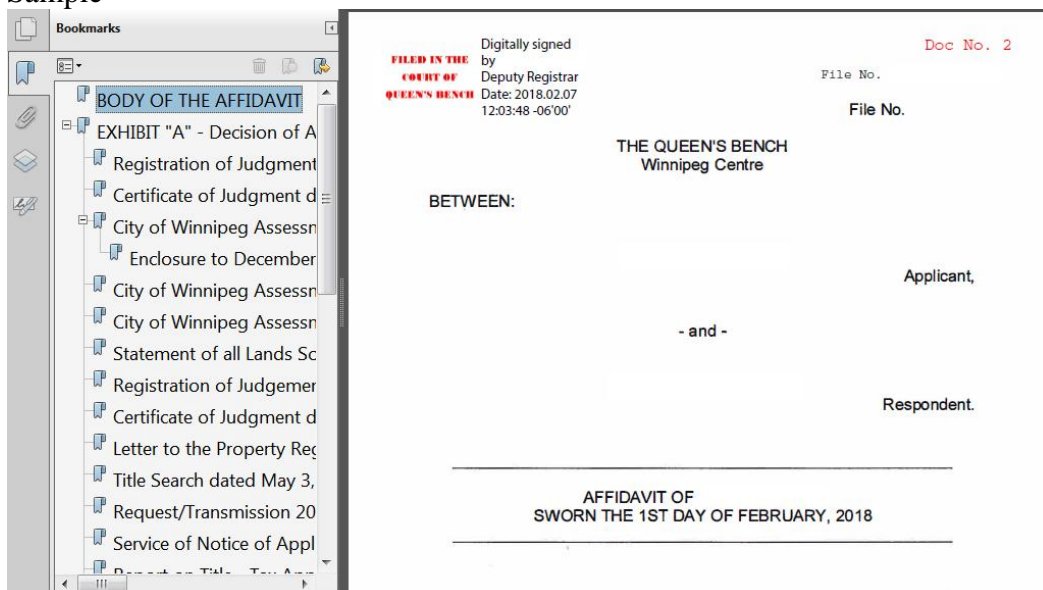 Sample
Bookmarks
BODY OF THE AFFIDAVIT
EXHIBIT "A" - Decision of A
Registration of Judgment
Certificate of Judgment d
City of Winnipeg Assessn
Enclosure to December
City of Winnipeg Assessn
City of Winnipeg Assessn
Statement of all Lands Sc
Registration of Judgemer
Certificate of Judgment d
Letter to the Property Reg
Title Search dated May 3,
Request/Transmission 20
Service of Notice of Appl
Report on Title - Tax App
FILED IN THE
COURT OF
QUEEN'S BENCH
Digitally signed
by
Deputy Registrar
Date: 2018.02.07
12:03:48 -06'00'
Doc No. 2
File No.
File No.
THE QUEEN'S BENCH
Winnipeg Centre
BETWEEN:
Applicant,
- and -
Respondent.
AFFIDAVIT OF
SWORN THE 1ST DAY OF FEBRUARY, 2018